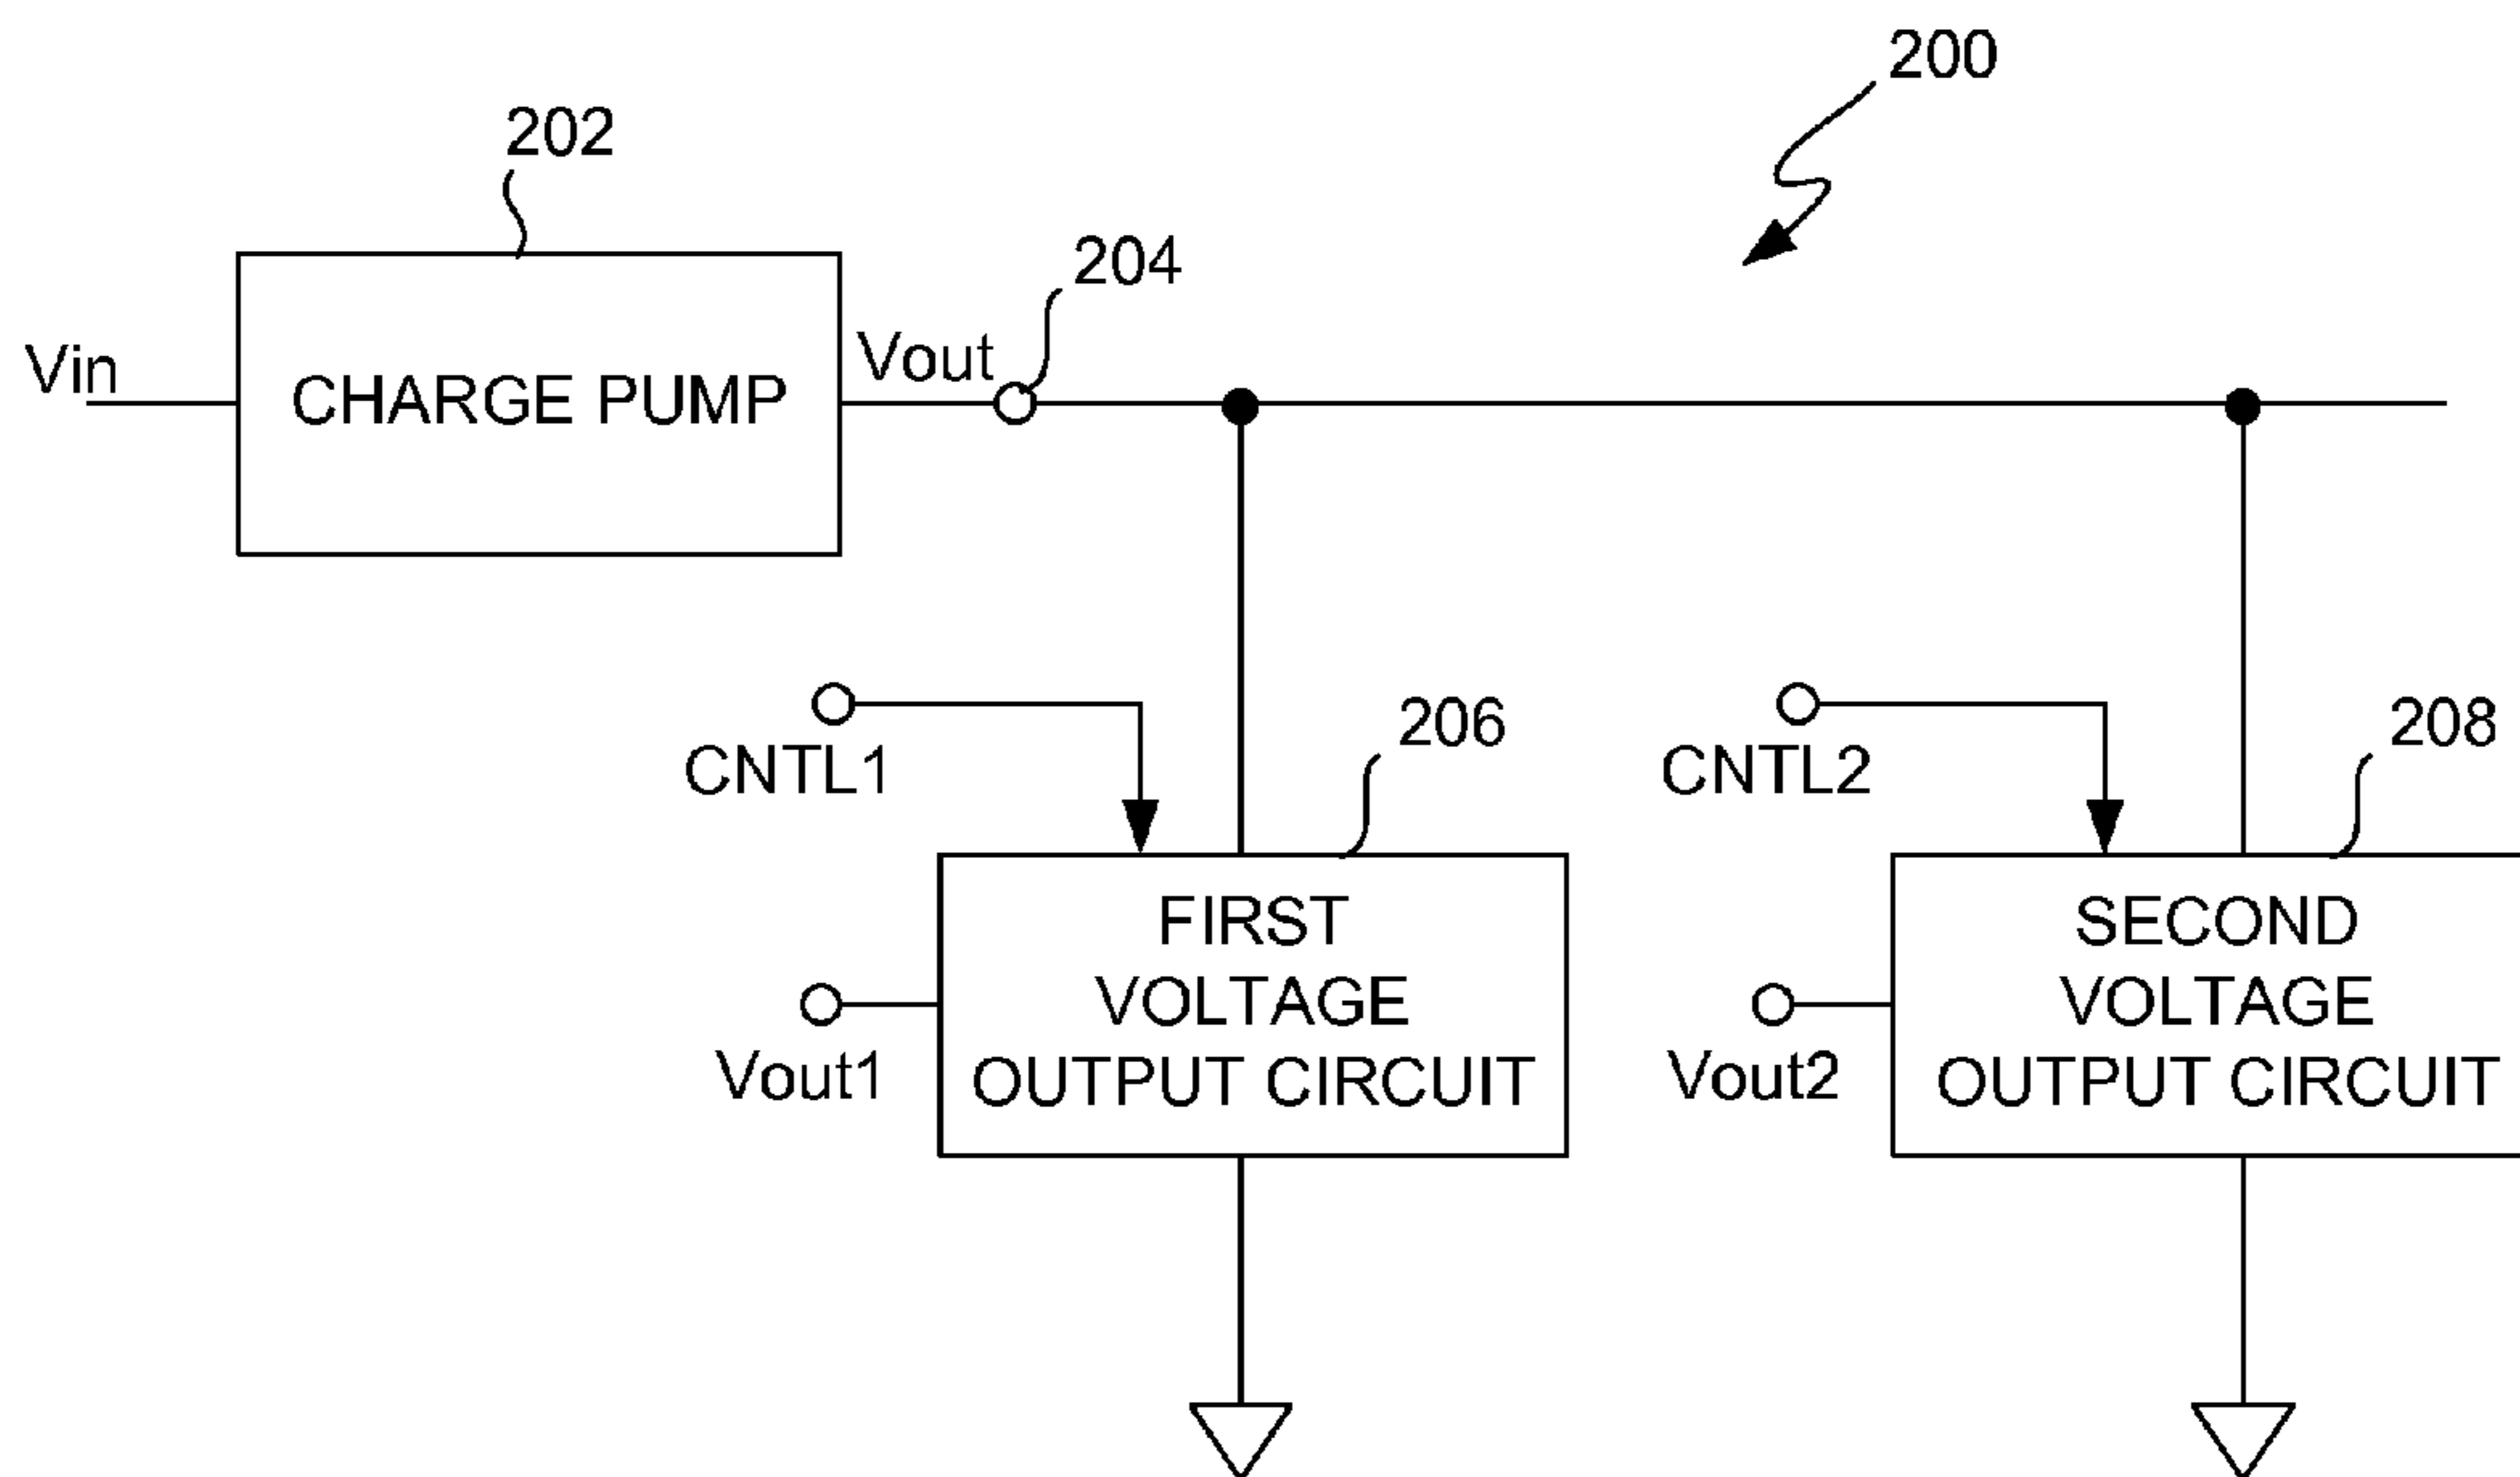 200
202
204
Vin
CHARGE PUMP
Vout
CNTL1
206
CNTL2
208
FIRST
VOLTAGE
OUTPUT CIRCUIT
Vout1
SECOND
VOLTAGE
OUTPUT CIRCUIT
Vout2